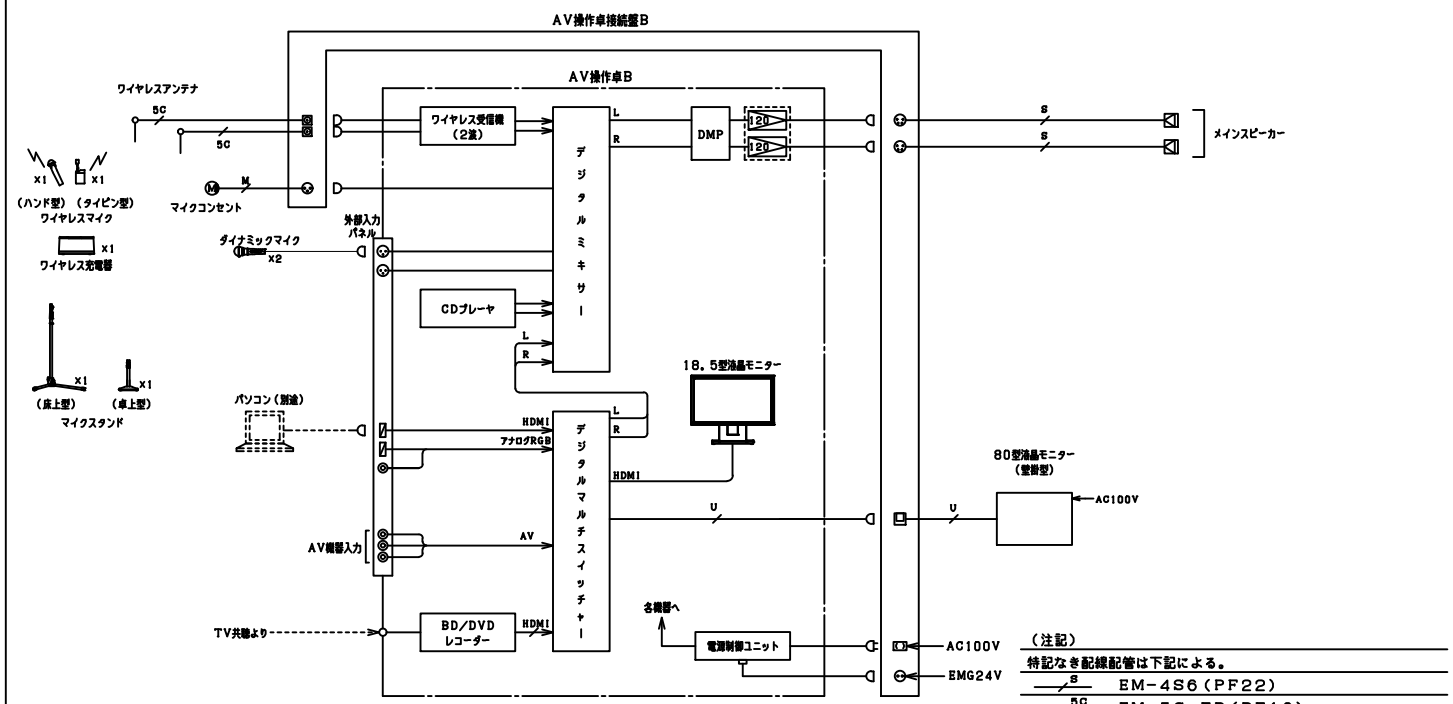 AV操作卓接続盤B
AV操作卓B
ワイヤレスアンテナ
5C
5C
ワイヤレス受信機
(2波)
L
R
DMP
120
120
S
S
メインスピーカー
x1
x1
(ハンド型)
(タイピン型)
ワイヤレスマイク
M
M
マイクコンセント
x1
ワイヤレス充電器
外部入力
パネル
ダイナミックマイク
x2
デジタルミキサー
CDプレーヤ
L
R
x1
x1
(床上型)
(卓上型)
マイクスタンド
パソコン(別途)
HDMI
アナログRGB
L
R
18.5型液晶モニター
HDMI
デジタルマルチスイッチャー
U
U
80型液晶モニター
(壁掛型)
AC100V
AV機器入力
AV
TV共聴より
BD/DVD
レコーダー
HDMI
各機器へ
電源制御ユニット
AC100V
EMG24V
(注記)
特記なき配線配管は下記による。
S EM-4S6(PF22)
5C